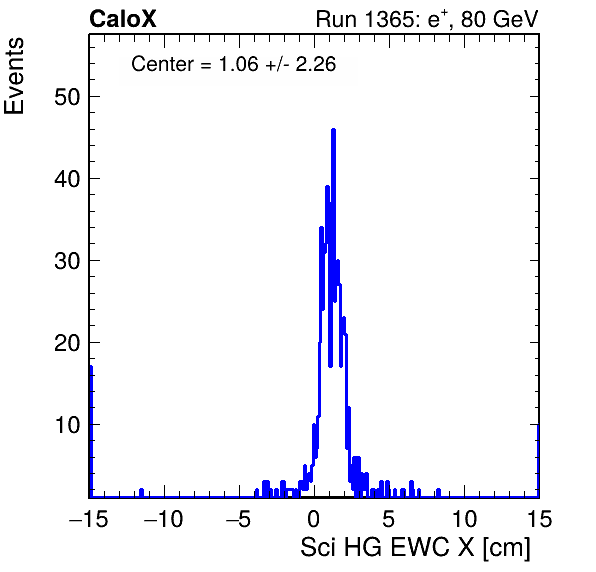 CaloX Run 1365: e⁺, 80 GeV
Center = 1.06 +/- 2.26
Events
50
40
30
20
10
−15 −10 −5 0 5 10 15
Sci HG EWC X [cm]